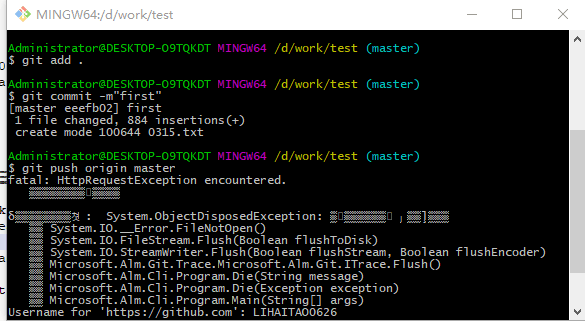 MINGW64:/d/work/test
Administrator@DESKTOP-O9TQKDT MINGW64 /d/work/test (master)
$ git add .
Administrator@DESKTOP-O9TQKDT MINGW64 /d/work/test (master)
$ git commit -m"first"
[master eeefb02] first
1 file changed, 884 insertions(+)
create mode 100644 0315.txt
Administrator@DESKTOP-O9TQKDT MINGW64 /d/work/test (master)
$ git push origin master
fatal: HttpRequestException encountered.
: System.ObjectDisposedException:
System.IO.__Error.FileNotOpen()
System.IO.FileStream.Flush(Boolean flushToDisk)
System.IO.StreamWriter.Flush(Boolean flushStream, Boolean flushEncoder)
Microsoft.Alm.Git.Trace.Microsoft.Alm.Git.ITrace.Flush()
Microsoft.Alm.Cli.Program.Die(String message)
Microsoft.Alm.Cli.Program.Die(Exception exception)
Microsoft.Alm.Cli.Program.Main(String[] args)
Username for 'https://github.com': LIHAITAO0626